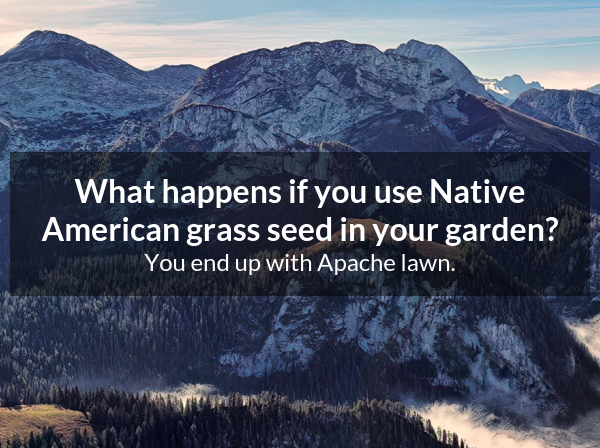 What happens if you use Native
American grass seed in your garden?
You end up with Apache lawn.